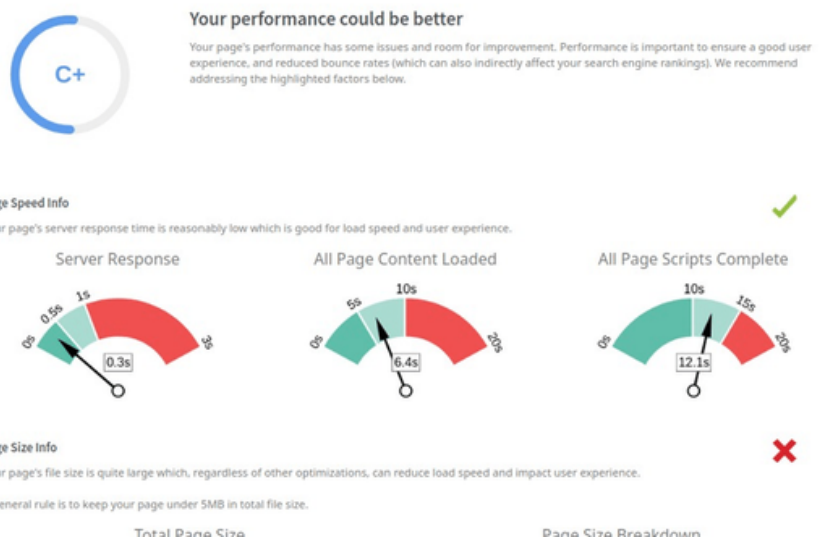 Your performance could be better
C+
Your page's performance has some issues and room for improvement. Performance is important to ensure a good user
experience, and reduced bounce rates (which can also indirectly affect your search engine rankings). We recommend
addressing the highlighted factors below.
ge Speed Info
r page's server response time is reasonably low which is good for load speed and user experience.
Server Response
All Page Content Loaded
All Page Scripts Complete
0s 0.5s 1s 3s
0.3s
0s 5s 10s 20s
6.4s
0s 10s 15s 20s
12.1s
ge Size Info
r page's file size is quite large which, regardless of other optimizations, can reduce load speed and impact user experience.
eneral rule is to keep your page under 5MB in total file size.
Total Page Size
Page Size Breakdown